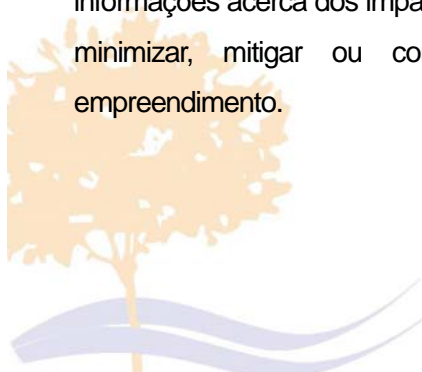 informações acerca dos
minimizar, mitigar ou
empreendimento.